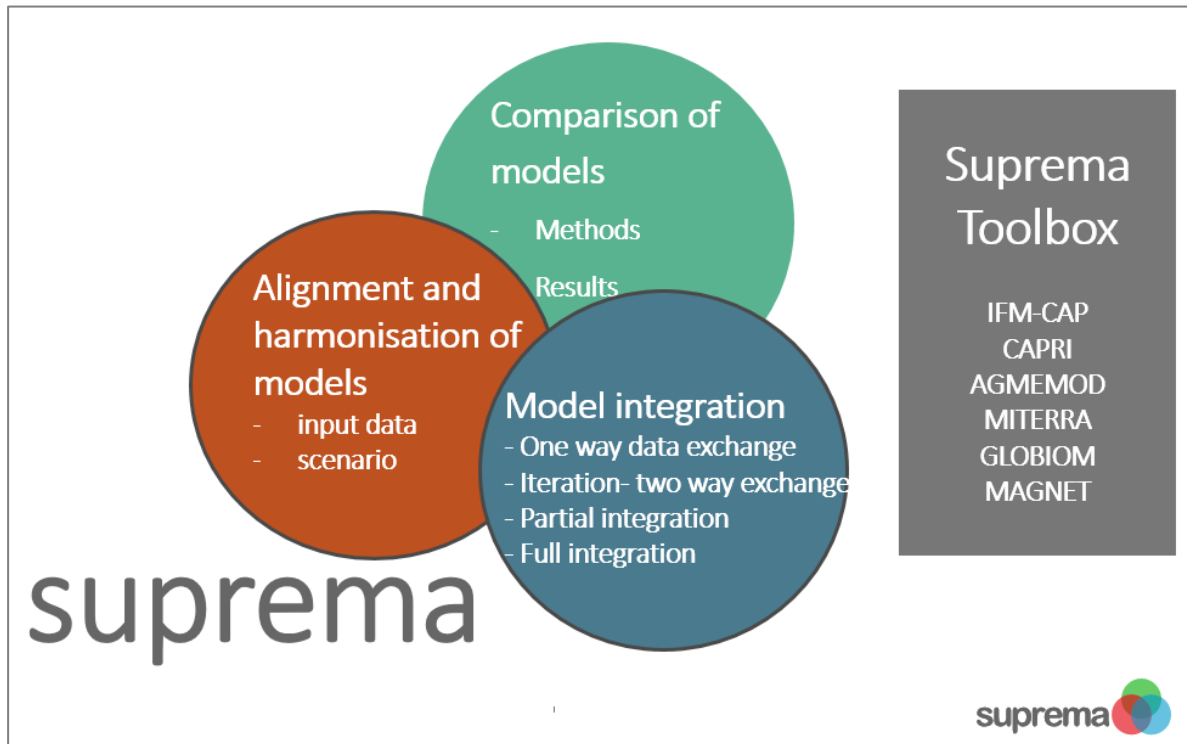 Comparison of
models
- Methods
- Results
Alignment and
harmonisation of
models
- input data
- scenario
Model integration
- One way data exchange
- Iteration- two way exchange
- Partial integration
- Full integration
suprema
Suprema
Toolbox
IFM-CAP
CAPRI
AGMEMOD
MITERRA
GLOBIOM
MAGNET
suprema